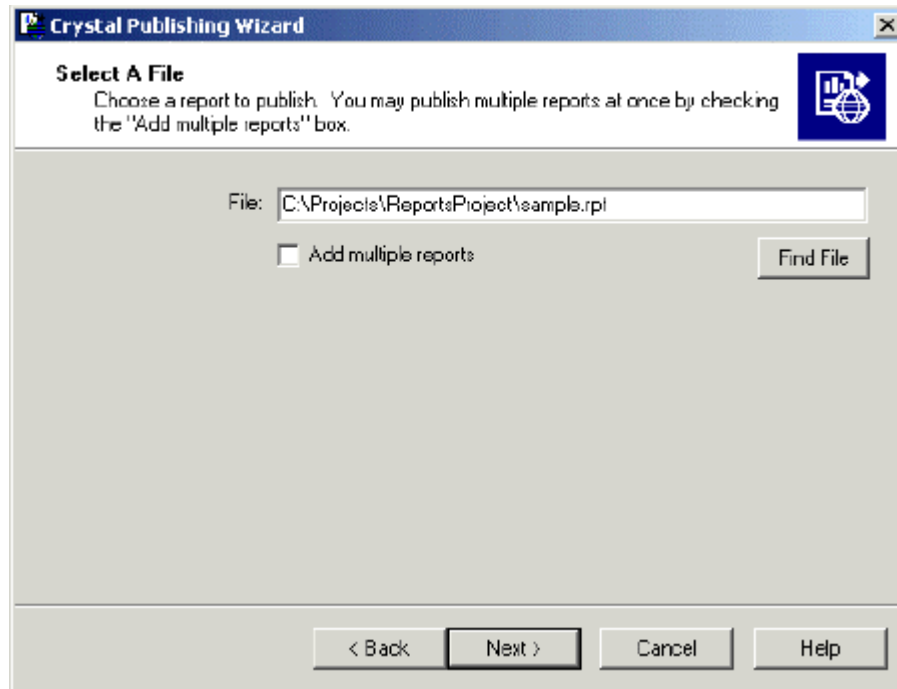 Crystal Publishing Wizard
Select A File
Choose a report to publish. You may publish multiple reports at once by checking
the "Add multiple reports" box.
File: C:\Projects\ReportsProject\sample.rpt
Add multiple reports
Find File
< Back Next > Cancel Help